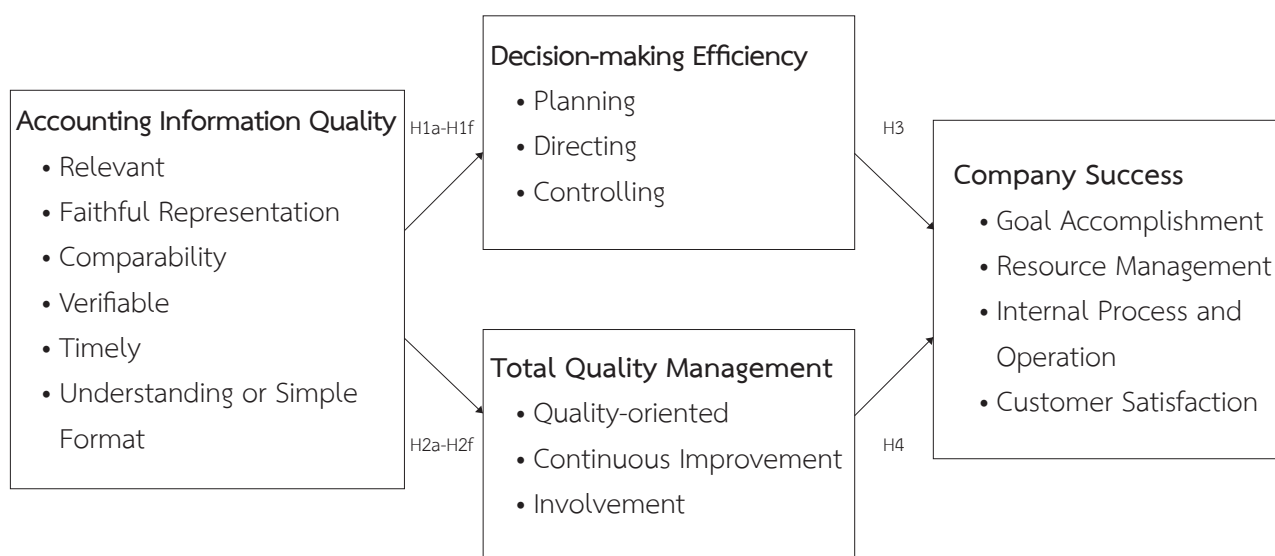 Accounting Information Quality
• Relevant
• Faithful Representation
• Comparability
• Verifiable
• Timely
• Understanding or Simple
Format
H1a-H1f
H2a-H2f
Decision-making Efficiency
• Planning
• Directing
• Controlling
Total Quality Management
• Quality-oriented
• Continuous Improvement
• Involvement
H3
H4
Company Success
• Goal Accomplishment
• Resource Management
• Internal Process and
Operation
• Customer Satisfaction